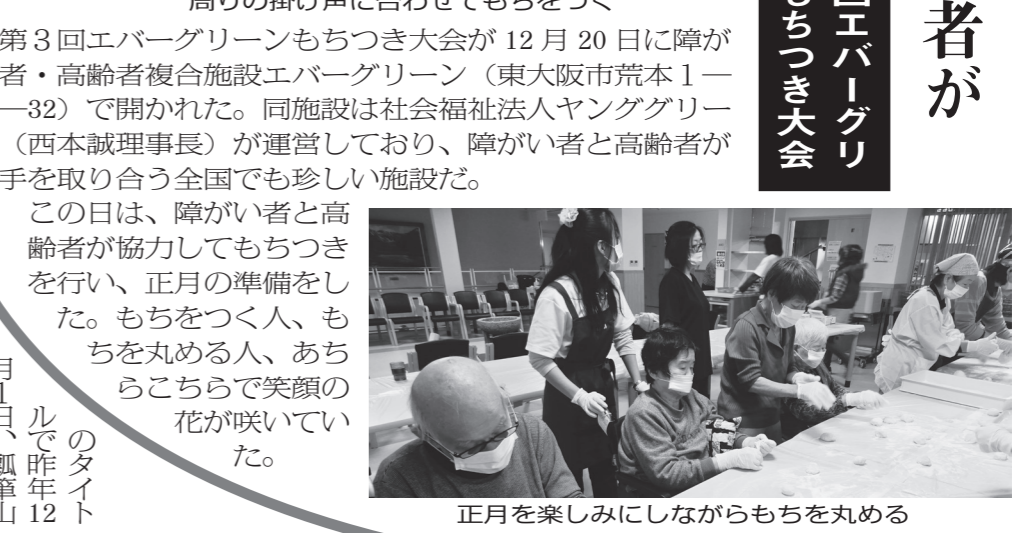 者が
回エバーグリ
もちつき大会
周りの掛け声に合わせてもちをつく
第３回エバーグリーンもちつき大会が 12 月 20 日に障が
者・高齢者複合施設エバーグリーン（東大阪市荒本１―
―32）で開かれた。同施設は社会福祉法人ヤンググリー
（西本誠理事長）が運営しており、障がい者と高齢者が
手を取り合う全国でも珍しい施設だ。
この日は、障がい者と高
齢者が協力してもちつき
を行い、正月の準備をし
た。もちをつく人、も
ちを丸める人、あち
らこちらで笑顔の
花が咲いてい
た。
正月を楽しみにしながらもちを丸める
のタイト
ルで昨年 12
月１日、瓢箪山